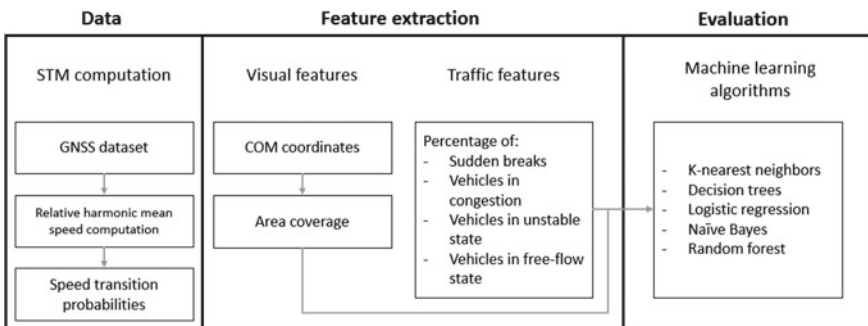 Data
Feature extraction
Evaluation
STM computation
GNSS dataset
Relative harmonic mean
speed computation
Speed transition
probabilities
Visual features
COM coordinates
Area coverage
Traffic features
Percentage of:
- Sudden breaks
- Vehicles in
congestion
- Vehicles in unstable
state
- Vehicles in free-flow
state
Machine learning
algorithms
- K-nearest neighbors
- Decision trees
- Logistic regression
- Naïve Bayes
- Random forest